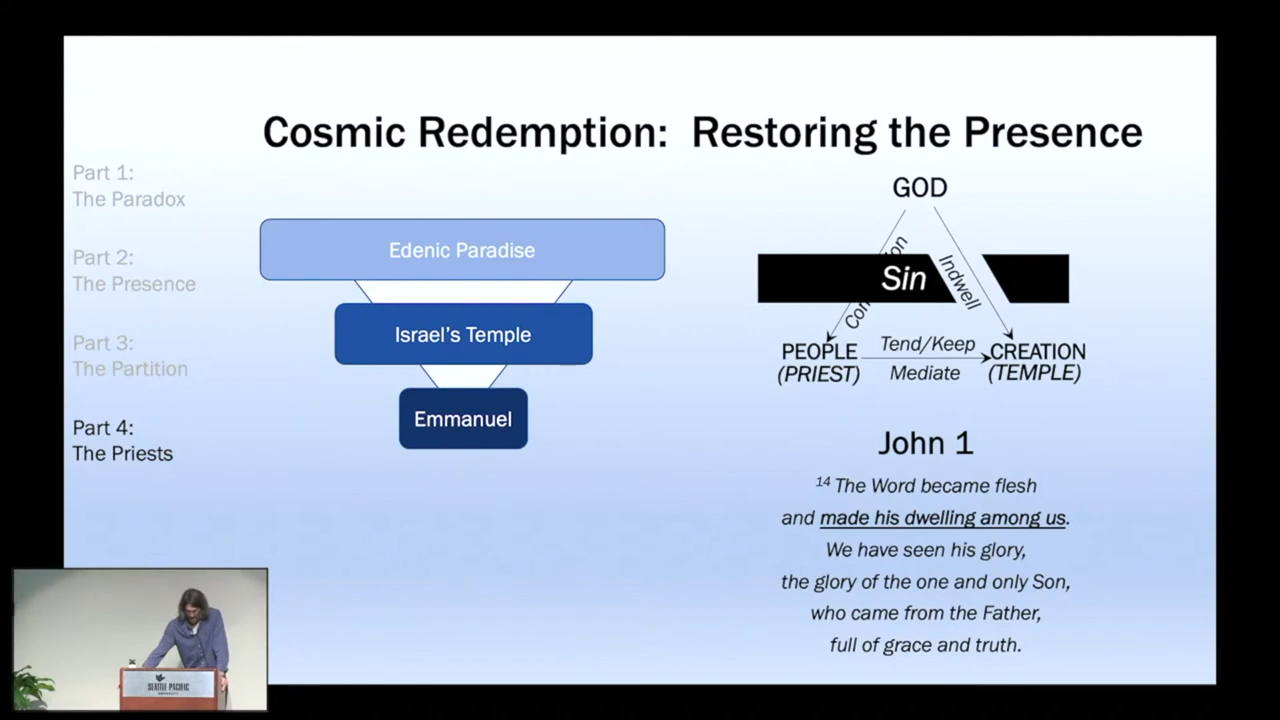 Cosmic Redemption: Restoring the Presence
Part 1:
The Paradox
Part 2:
The Presence
Part 3:
The Partition
Part 4:
The Priests
Edenic Paradise
Israel's Temple
Emmanuel
GOD
Sin
Indwell
PEOPLE
(PRIEST)
Tend/Keep
Mediate
CREATION
(TEMPLE)
John 1
14 The Word became flesh
and made his dwelling among us.
We have seen his glory,
the glory of the one and only Son,
who came from the Father,
full of grace and truth.
SEATTLE PACIFIC
UNIVERSITY